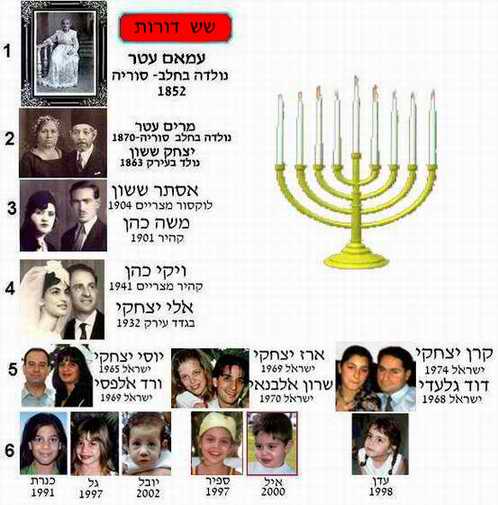 שש דורות
1
עמאם עטר
נולדה בחלב- סוריה
1852
2
מרים עטר
נולדה בחלב סוריה-1870
יצחק ששון
נולד בעירק 1863
3
אסתר ששון
לוקסור מצריים 1904
משה כהן
קהיר 1901
4
ויקי כהן
קהיר מצריים 1941
אלי יצחקי
בגדד עירק 1932
5
יוסי יצחקי
ישראל 1965
ורד אלפסי
ישראל 1969
ארז יצחקי
ישראל 1969
שרון אלבנאי
ישראל 1970
קרן יצחקי
ישראל 1974
דוד גלעדי
ישראל 1968
6
כנרת
1991
גל
1997
יובל
2002
ספיר
1997
איל
2000
עדן
1998